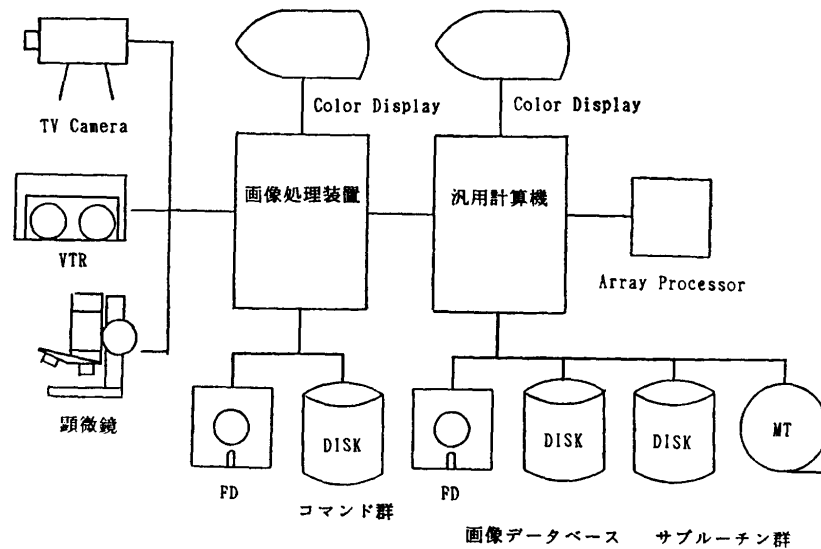 Color Display
Color Display
TV Camera
画像処理装置
汎用計算機
VTR
Array Processor
顕微鏡
DISK
DISK
DISK
MT
FD
FD
コマンド群
画像データベース
サブルーチン群